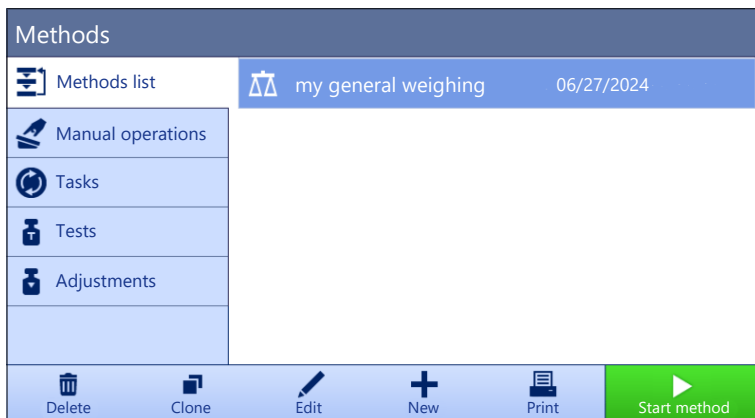 Methods
Methods list
my general weighing 06/27/2024
Manual operations
Tasks
Tests
Adjustments
Delete Clone Edit New Print Start method